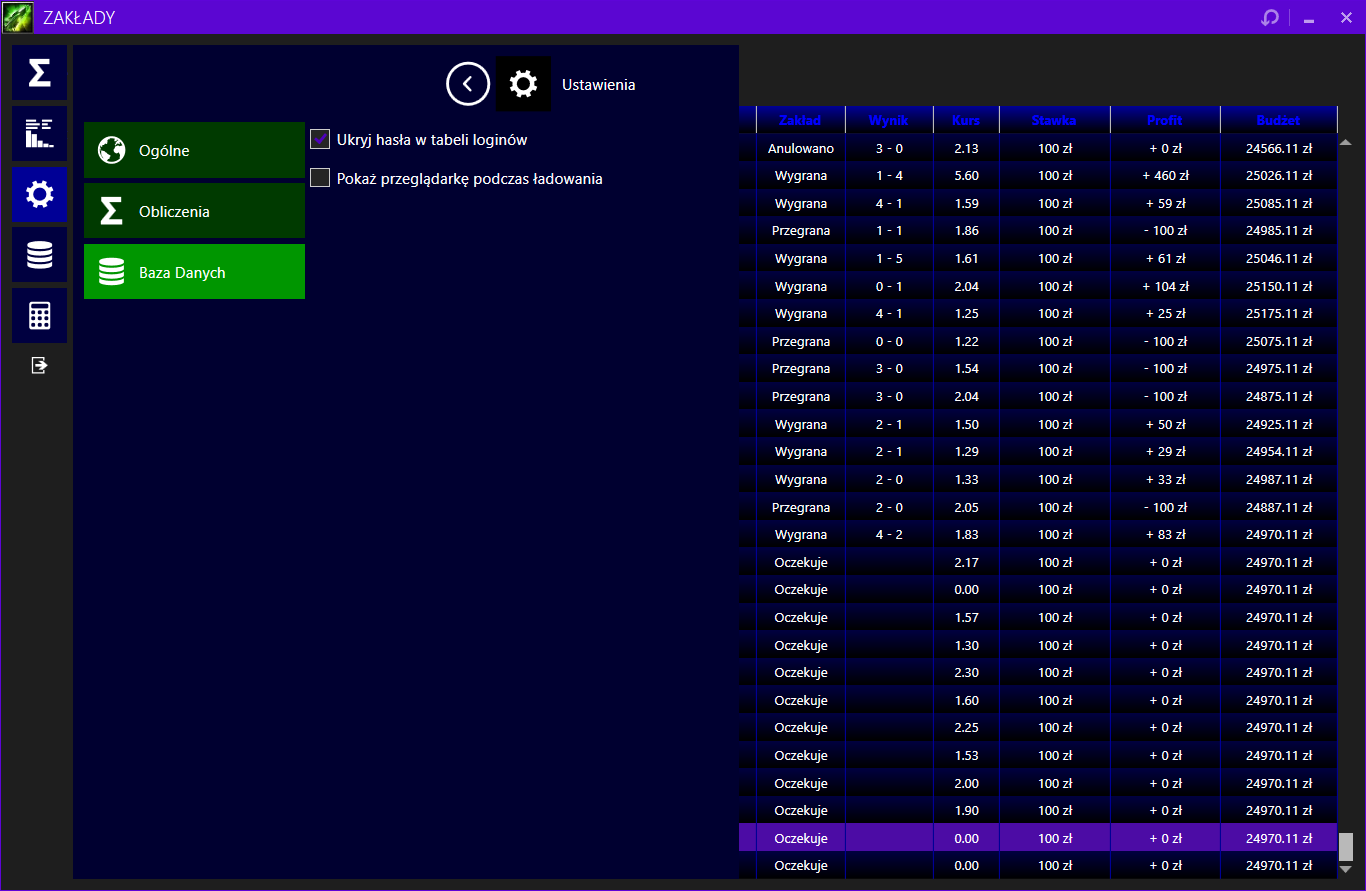 ZAKŁADY
Ustawienia
Ogólne
Obliczenia
Baza Danych
Ukryj hasła w tabeli loginów
Pokaż przeglądarkę podczas ładowania
Zakład Wynik Kurs Stawka Profit Budżet
Anulowano 3 - 0 2.13 100 zł + 0 zł 24566.11 zł
Wygrana 1 - 4 5.60 100 zł + 460 zł 25026.11 zł
Wygrana 4 - 1 1.59 100 zł + 59 zł 25085.11 zł
Przegrana 1 - 1 1.86 100 zł - 100 zł 24985.11 zł
Wygrana 1 - 5 1.61 100 zł + 61 zł 25046.11 zł
Wygrana 0 - 1 2.04 100 zł + 104 zł 25150.11 zł
Wygrana 4 - 1 1.25 100 zł + 25 zł 25175.11 zł
Przegrana 0 - 0 1.22 100 zł - 100 zł 25075.11 zł
Przegrana 3 - 0 1.54 100 zł - 100 zł 24975.11 zł
Przegrana 3 - 0 2.04 100 zł - 100 zł 24875.11 zł
Wygrana 2 - 1 1.50 100 zł + 50 zł 24925.11 zł
Wygrana 2 - 1 1.29 100 zł + 29 zł 24954.11 zł
Wygrana 2 - 0 1.33 100 zł + 33 zł 24987.11 zł
Przegrana 2 - 0 2.05 100 zł - 100 zł 24887.11 zł
Wygrana 4 - 2 1.83 100 zł + 83 zł 24970.11 zł
Oczekuje 2.17 100 zł + 0 zł 24970.11 zł
Oczekuje 0.00 100 zł + 0 zł 24970.11 zł
Oczekuje 1.57 100 zł + 0 zł 24970.11 zł
Oczekuje 1.30 100 zł + 0 zł 24970.11 zł
Oczekuje 2.30 100 zł + 0 zł 24970.11 zł
Oczekuje 1.60 100 zł + 0 zł 24970.11 zł
Oczekuje 2.25 100 zł + 0 zł 24970.11 zł
Oczekuje 1.53 100 zł + 0 zł 24970.11 zł
Oczekuje 2.00 100 zł + 0 zł 24970.11 zł
Oczekuje 1.90 100 zł + 0 zł 24970.11 zł
Oczekuje 0.00 100 zł + 0 zł 24970.11 zł
Oczekuje 0.00 100 zł + 0 zł 24970.11 zł